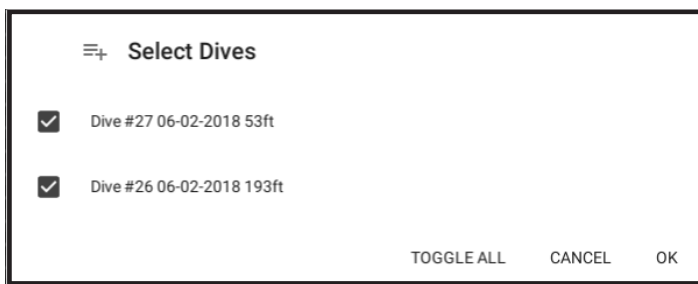 Select Dives
Dive #27 06-02-2018 53ft
Dive #26 06-02-2018 193ft
TOGGLE ALL CANCEL OK